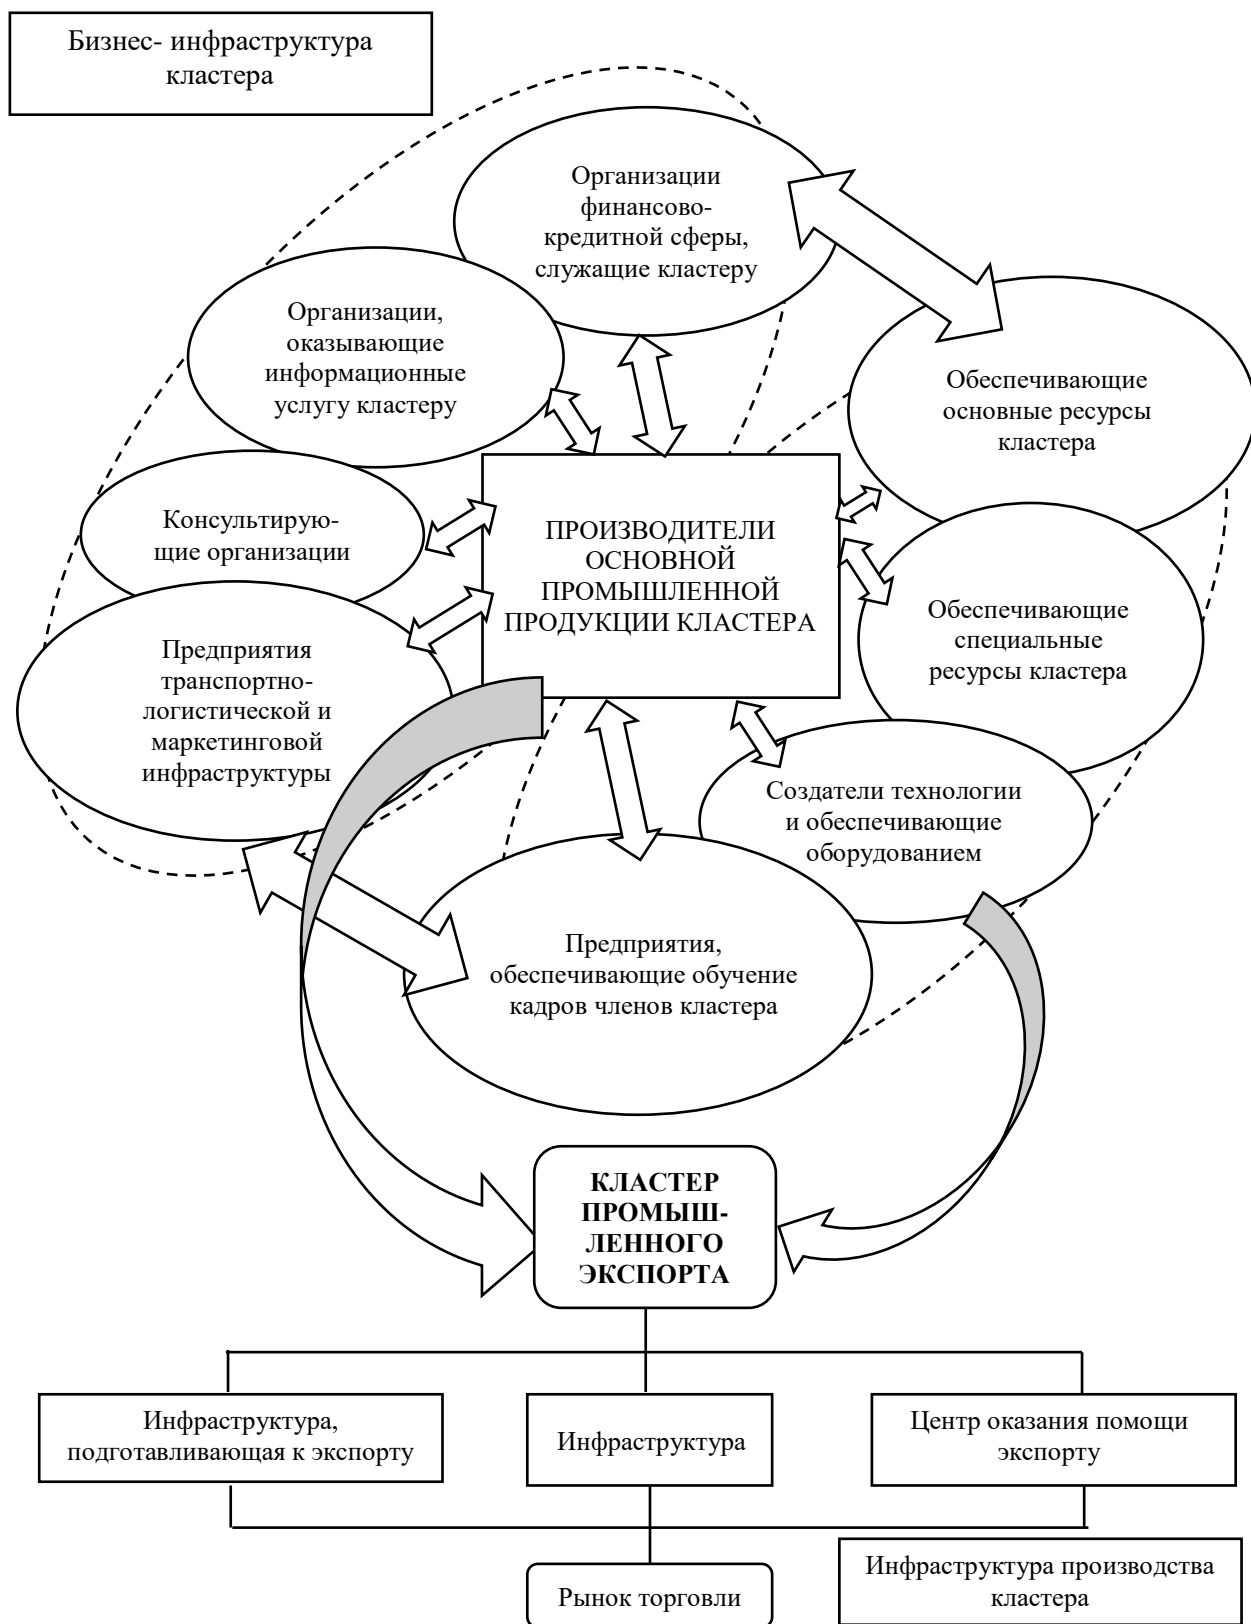 Бизнес- инфраструктура
кластера
Организации
финансово-
кредитной сферы,
служащие кластеру
Организации,
оказывающие
информационные
услугу кластеру
Обеспечивающие
основные ресурсы
кластера
Консультирую-
щие организации
ПРОИЗВОДИТЕЛИ
ОСНОВНОЙ
ПРОМЫШЛЕННОЙ
ПРОДУКЦИИ КЛАСТЕРА
Обеспечивающие
специальные
ресурсы кластера
Предприятия
транспортно-
логистической и
маркетинговой
инфраструктуры
Создатели технологии
и обеспечивающие
оборудованием
Предприятия,
обеспечивающие обучение
кадров членов кластера
КЛАСТЕР
ПРОМЫШ-
ЛЕННОГО
ЭКСПОРТА
Инфраструктура,
подготавливающая к экспорту
Инфраструктура
Центр оказания помощи
экспорту
Рынок торговли
Инфраструктура производства
кластера